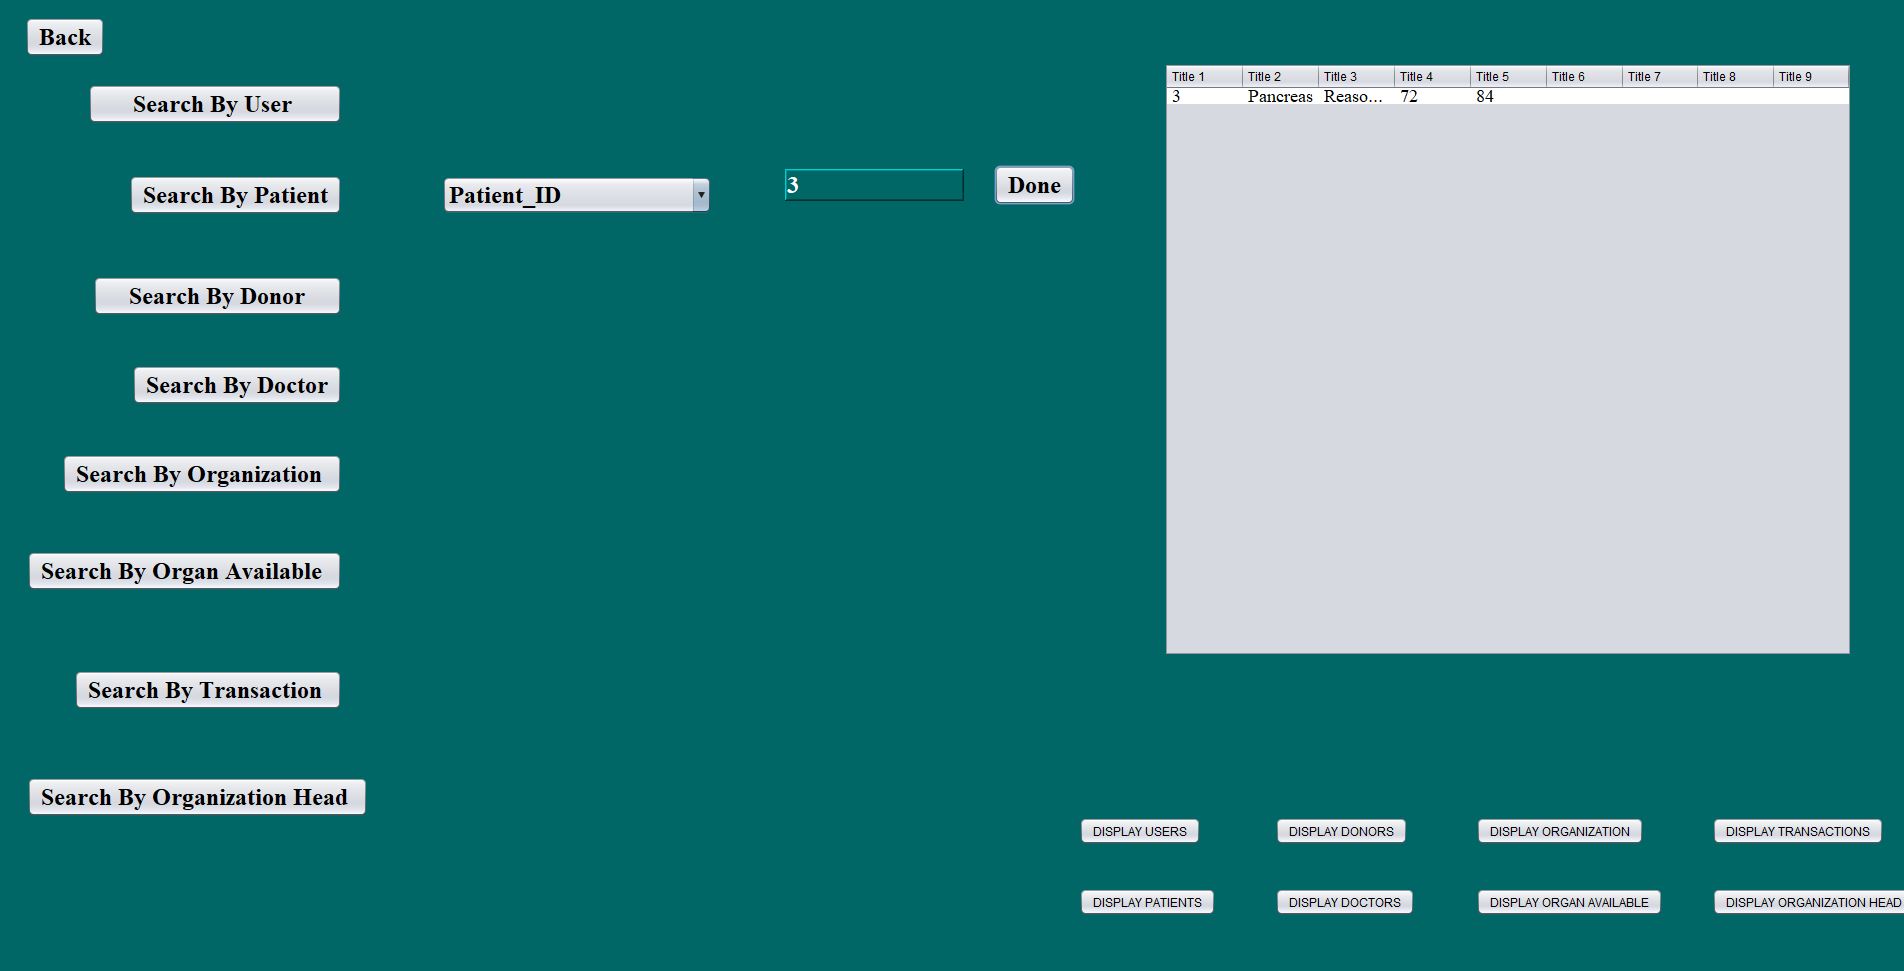 Back
Search By User
Search By Patient
Patient_ID
3
Done
Search By Donor
Search By Doctor
Search By Organization
Search By Organ Available
Search By Transaction
Search By Organization Head
Title 1 Title 2 Title 3 Title 4 Title 5 Title 6 Title 7 Title 8 Title 9
3 Pancreas Reaso... 72 84
DISPLAY USERS DISPLAY DONORS DISPLAY ORGANIZATION DISPLAY TRANSACTIONS
DISPLAY PATIENTS DISPLAY DOCTORS DISPLAY ORGAN AVAILABLE DISPLAY ORGANIZATION HEAD